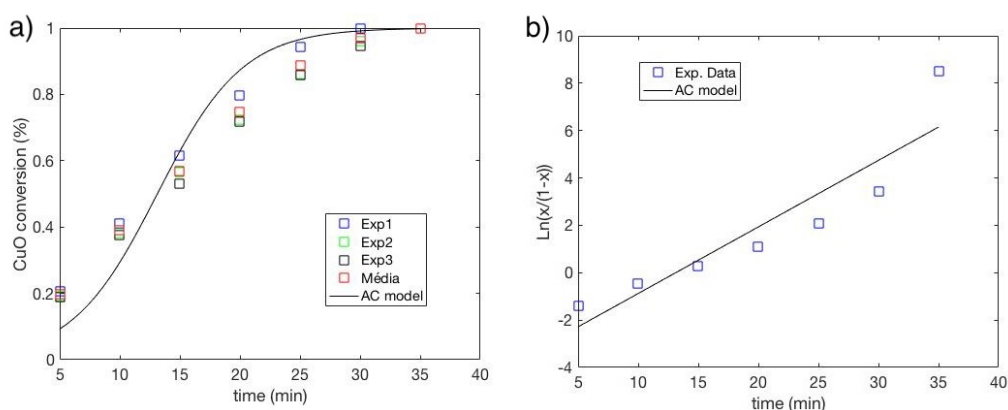 a)
CuO conversion (%)
1
0.8
0.6
0.4
0.2
0
5 10 15 20 25 30 35 40
time (min)
Exp1
Exp2
Exp3
Média
AC model
b)
Ln(x/(1-x))
10
8
6
4
2
0
-2
-4
5 10 15 20 25 30 35 40
time (min)
Exp. Data
AC model